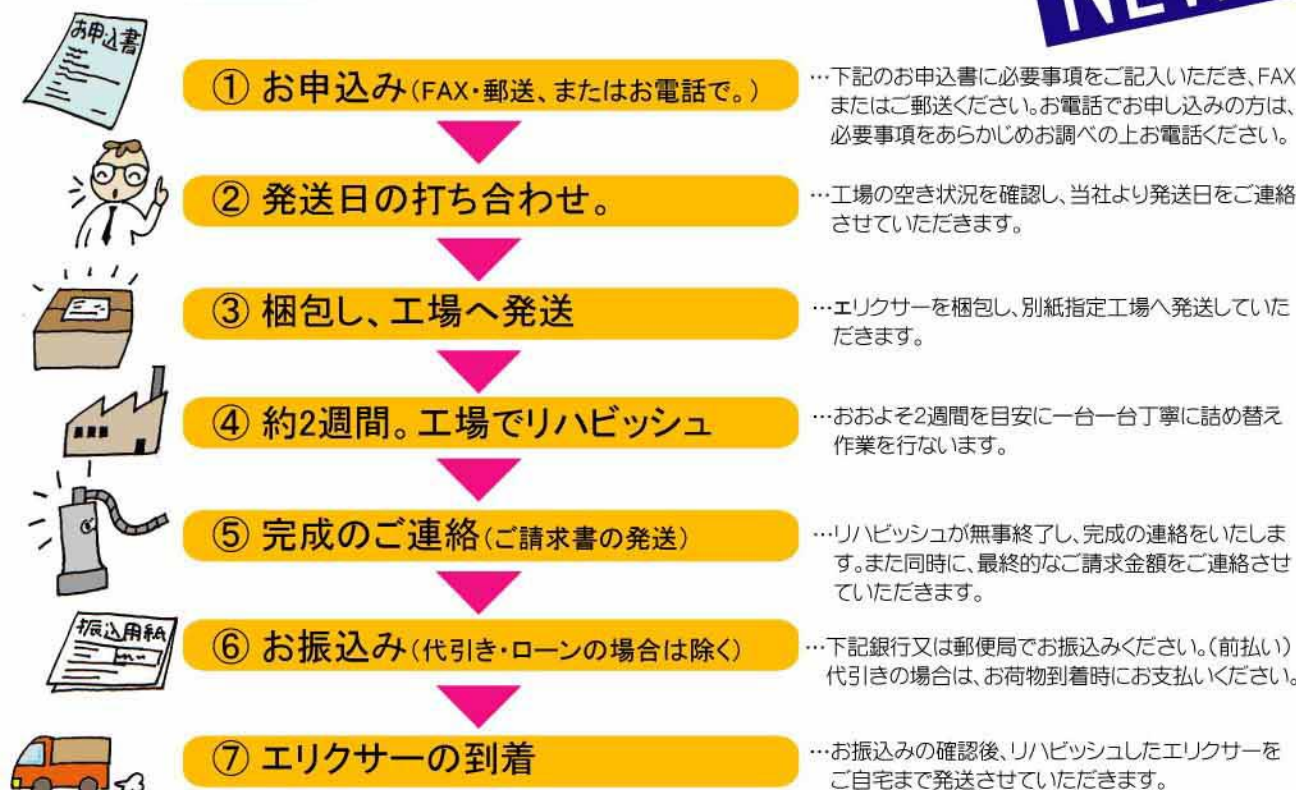 NEW
お申込書
① お申込み(FAX・郵送、またはお電話で。)
…下記のお申込書に必要事項をご記入いただき、FAX
またはご郵送ください。お電話でお申し込みの方は、
必要事項をあらかじめお調べの上お電話ください。
② 発送日の打ち合わせ。
…工場の空き状況を確認し、当社より発送日をご連絡
させていただきます。
③ 梱包し、工場へ発送
…エリクサーを梱包し、別紙指定工場へ発送していた
だきます。
④ 約2週間。工場でリハビッシュ
…おおよそ2週間を目安に一台一台丁寧に詰め替え
作業を行ないます。
⑤ 完成のご連絡(ご請求書の発送)
…リハビッシュが無事終了し、完成の連絡をいたしま
す。また同時に、最終的なご請求金額をご連絡させ
ていただきます。
振込用紙
⑥ お振込み(代引き・ローンの場合は除く)
…下記銀行又は郵便局でお振込みください。(前払い)
代引きの場合は、お荷物到着時にお支払いください。
⑦ エリクサーの到着
…お振込みの確認後、リハビッシュしたエリクサーを
ご自宅まで発送させていただきます。